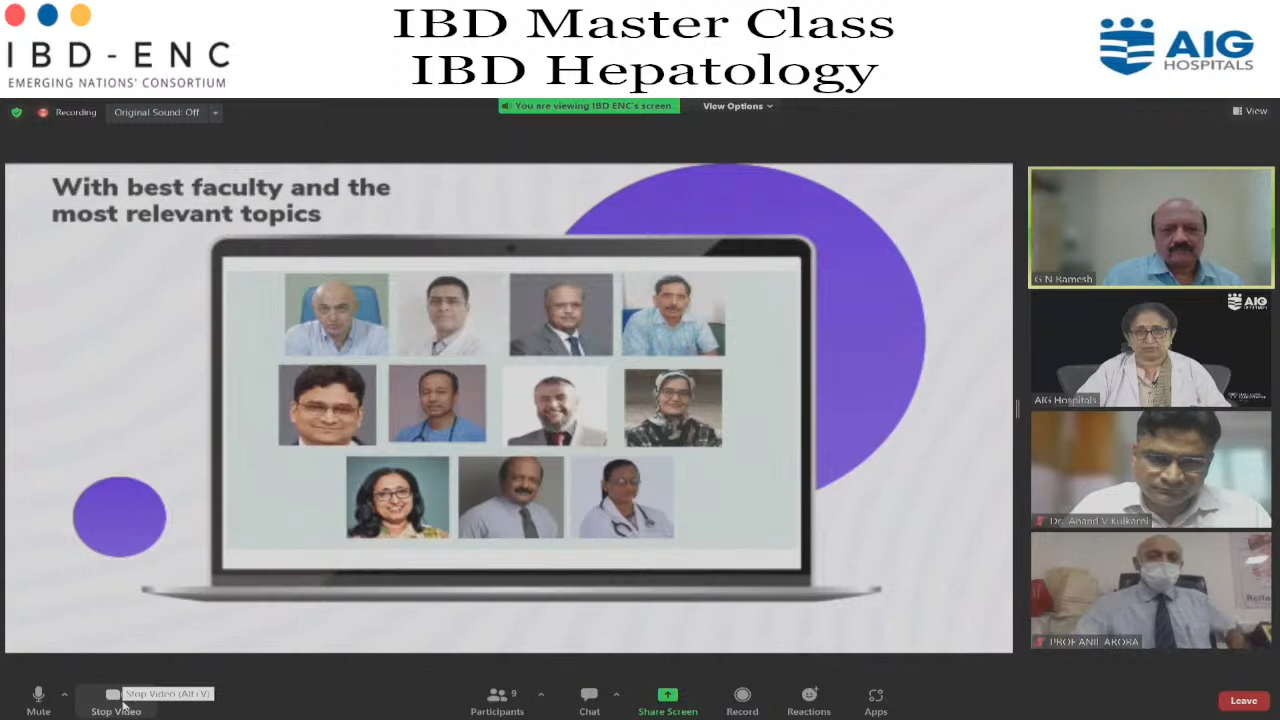 IBD-ENC
EMERGING NATIONS' CONSORTIUM
IBD Master Class
IBD Hepatology
AIG
HOSPITALS
Recording
Original Sound: Off
You are viewing IBD ENC's screen
View Options
View
With best faculty and the
most relevant topics
G N Ramesh
AIG
AIG Hospitals
Dr. Anand V Kulkarni
PROF ANIL ARORA
Stop Video (Alt+V)
Mute
Stop Video
9
Participants
Chat
Share Screen
Record
Reactions
Apps
Leave